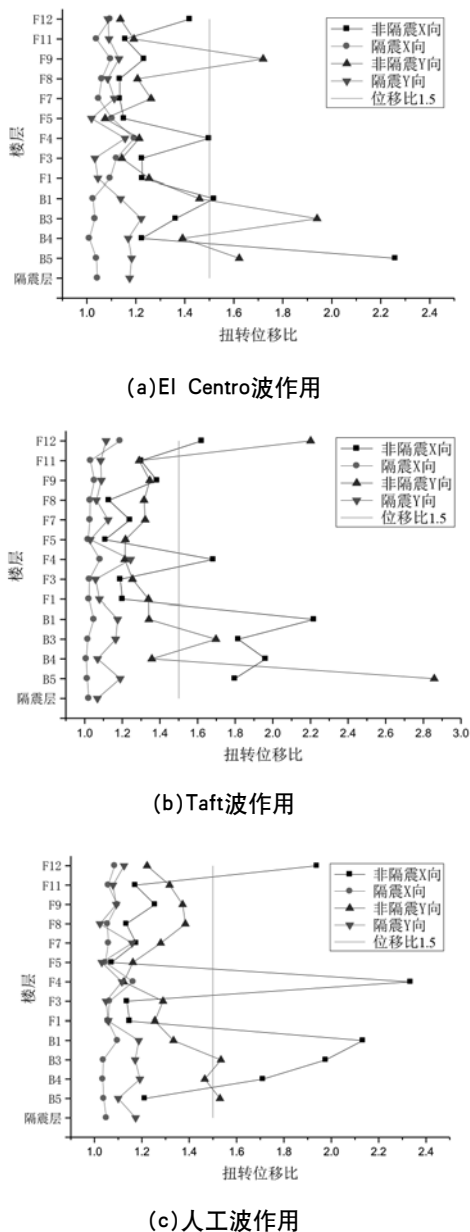 F12
F11
F9
F8
F7
F5
F4
F3
F1
B1
B3
B4
B5
隔震层
楼层
非隔震X向
隔震X向
非隔震Y向
隔震Y向
位移比1.5
1.0 1.2 1.4 1.6 1.8 2.0 2.2 2.4
扭转位移比
(a)El Centro波作用
F12
F11
F9
F8
F7
F5
F4
F3
F1
B1
B3
B4
B5
隔震层
楼层
非隔震X向
隔震X向
非隔震Y向
隔震Y向
位移比1.5
1.0 1.2 1.4 1.6 1.8 2.0 2.2 2.4 2.6 2.8 3.0
扭转位移比
(b)Taft波作用
F12
F11
F9
F8
F7
F5
F4
F3
F1
B1
B3
B4
B5
隔震层
楼层
非隔震X向
隔震X向
非隔震Y向
隔震Y向
位移比1.5
1.0 1.2 1.4 1.6 1.8 2.0 2.2 2.4
扭转位移比
(c)人工波作用